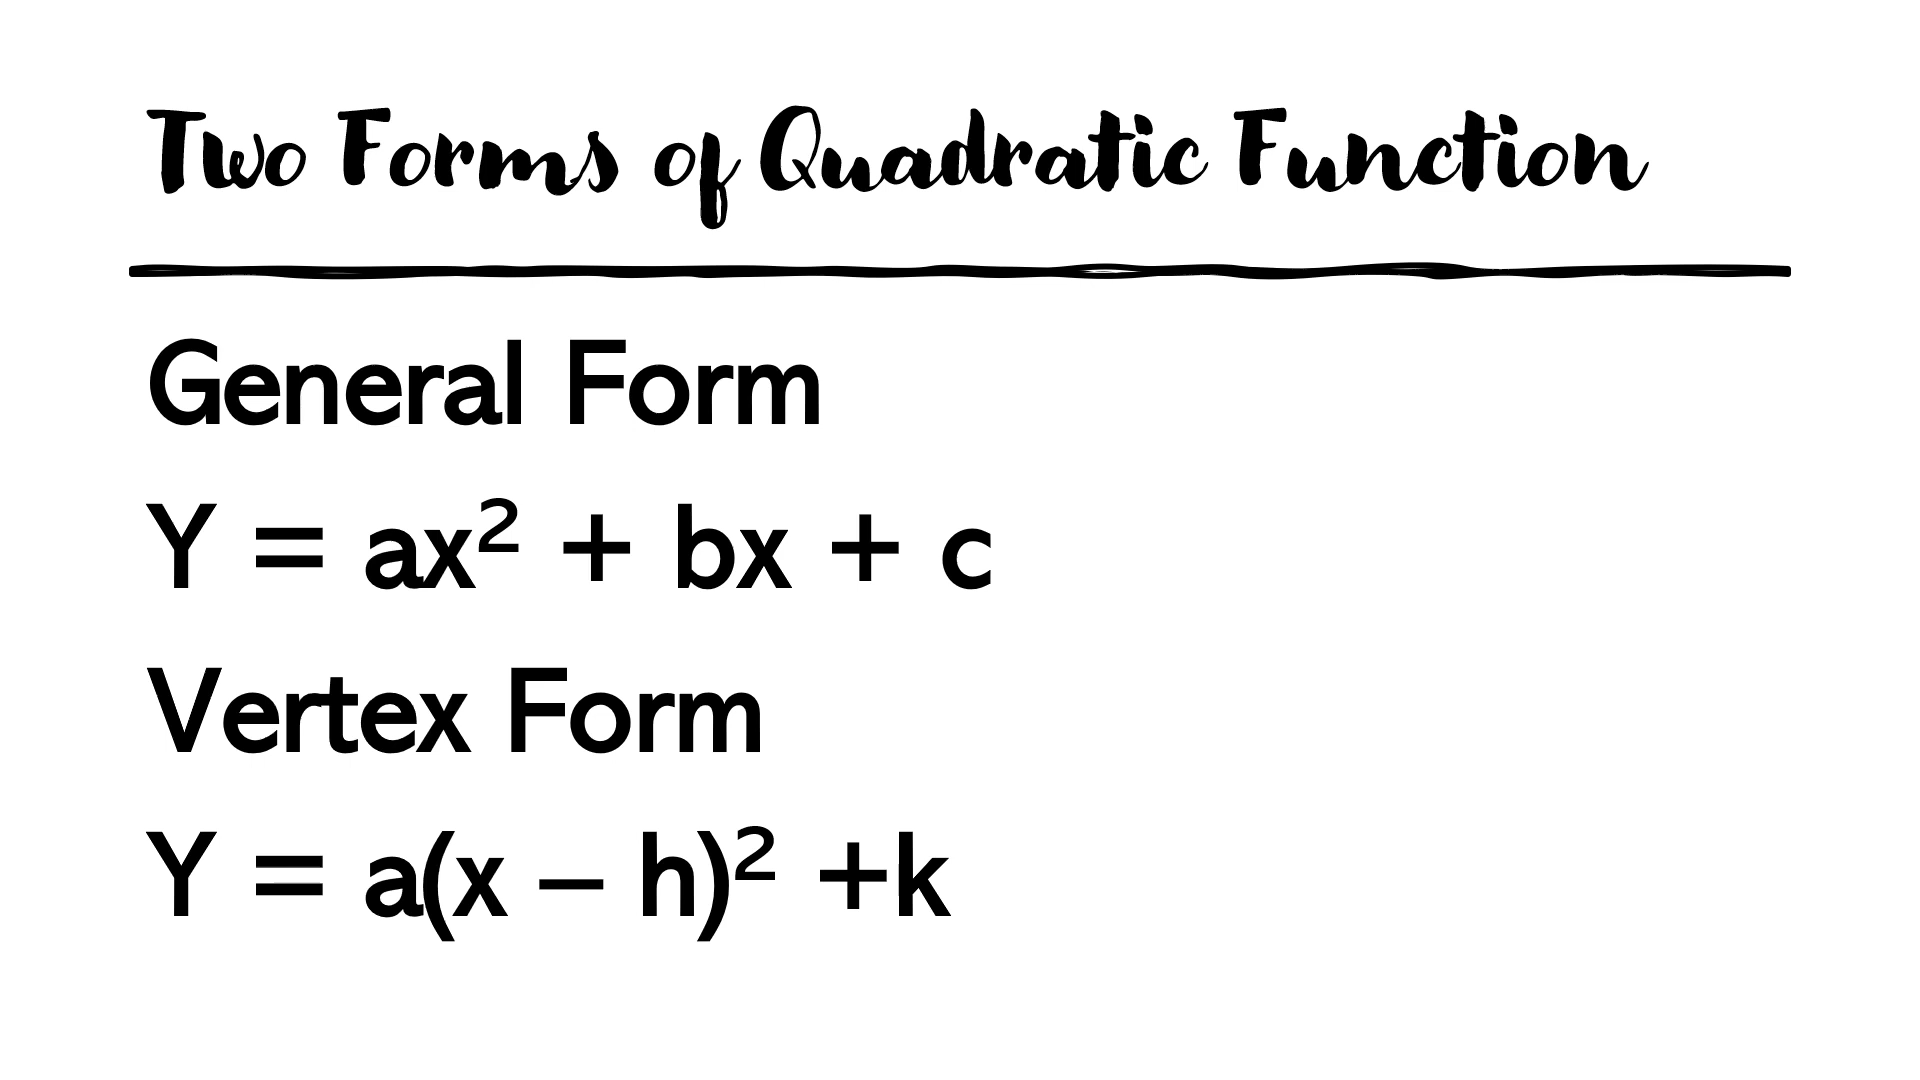 Two Forms of Quadratic Function
General Form
Y = ax² + bx + c
Vertex Form
Y = a(x – h)² +k